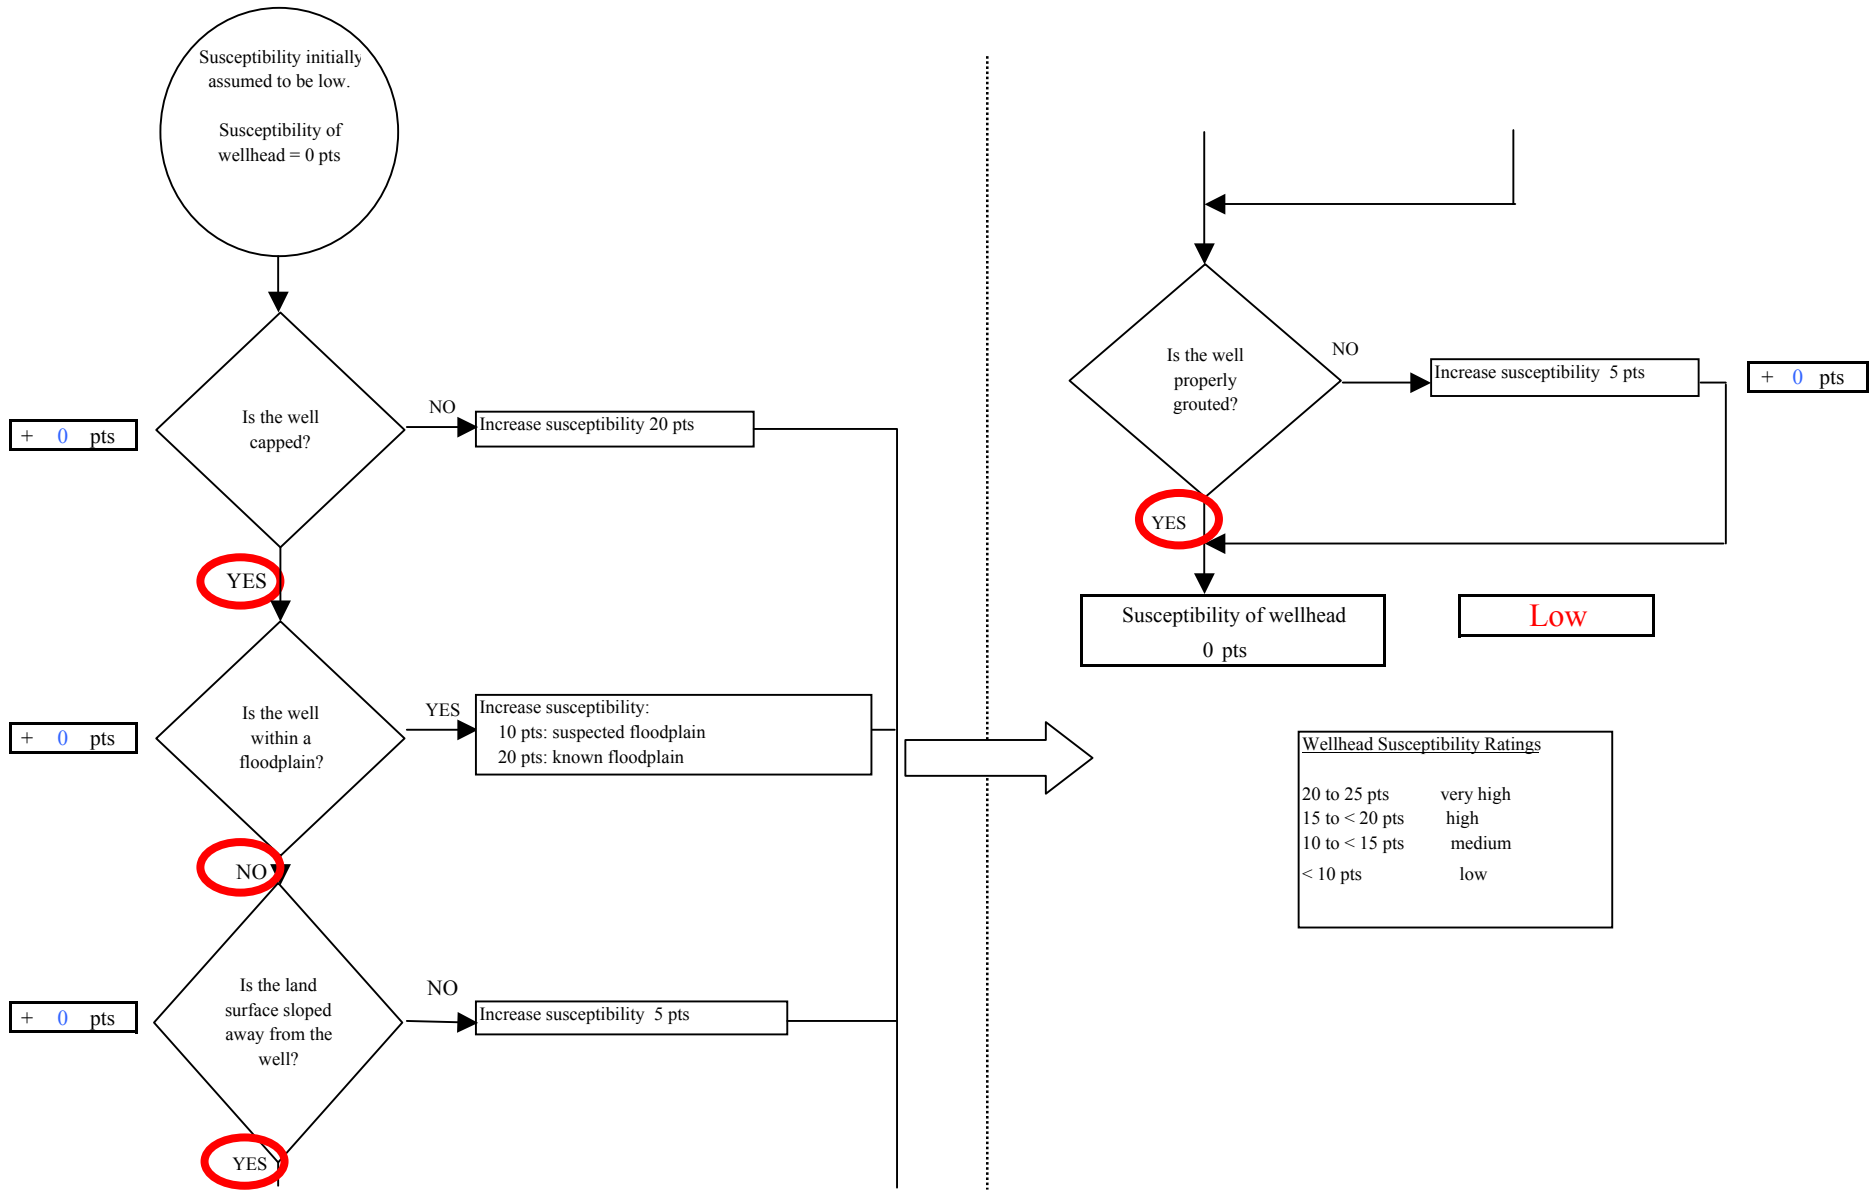 Susceptibility initially
assumed to be low.
Susceptibility of
wellhead = 0 pts
Is the well
capped?
+ 0 pts
NO
Increase susceptibility 20 pts
YES
Is the well
within a
floodplain?
+ 0 pts
YES
Increase susceptibility:
10 pts: suspected floodplain
20 pts: known floodplain
NO
Is the land
surface sloped
away from the
well?
+ 0 pts
NO
Increase susceptibility 5 pts
YES
Is the well
properly
grouted?
NO
Increase susceptibility 5 pts
+ 0 pts
YES
Susceptibility of wellhead
0 pts
Low
Wellhead Susceptibility Ratings
20 to 25 pts very high
15 to < 20 pts high
10 to < 15 pts medium
< 10 pts low